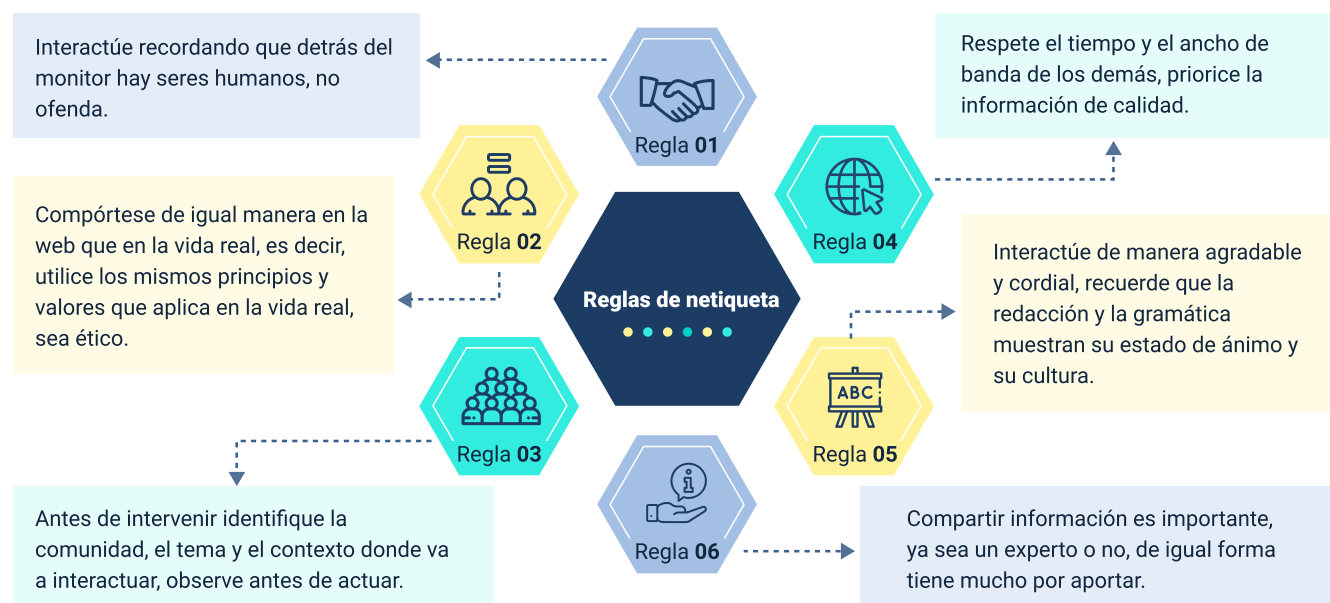 Reglas de netiqueta
Regla 01
Interactúe recordando que detrás del
monitor hay seres humanos, no
ofenda.
Regla 02
Compórtese de igual manera en la
web que en la vida real, es decir,
utilice los mismos principios y
valores que aplica en la vida real,
sea ético.
Regla 03
Antes de intervenir identifique la
comunidad, el tema y el contexto donde va
a interactuar, observe antes de actuar.
Regla 04
Respete el tiempo y el ancho de
banda de los demás, priorice la
información de calidad.
ABC
Regla 05
Interactúe de manera agradable
y cordial, recuerde que la
redacción y la gramática
muestran su estado de ánimo y
su cultura.
i
Regla 06
Compartir información es importante,
ya sea un experto o no, de igual forma
tiene mucho por aportar.